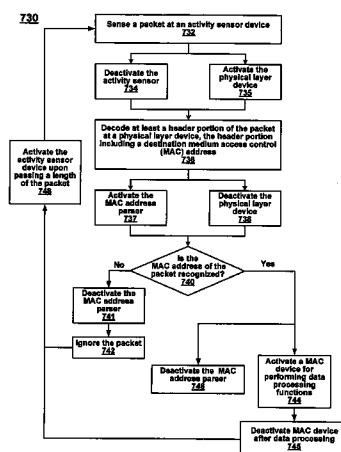 730
Sense a packet at an activity sensor device
732
Deactivate the
activity sensor
734
Activate the
physical layer
device
735
Decode at least a header portion of the packet
at a physical layer device, the header portion
including a destination medium access control
(MAC) address
736
Activate the
activity sensor
device upon
passing a length
of the packet
746
Activate the
MAC address
parser
737
Deactivate the
physical layer
device
738
Is the
MAC address of the
packet recognized?
740
No
Yes
Deactivate the
MAC address
parser
741
Ignore the packet
742
Deactivate the MAC
address parser
748
Activate a MAC
device for
performing data
processing
functions
744
Deactivate MAC device
after data processing
745